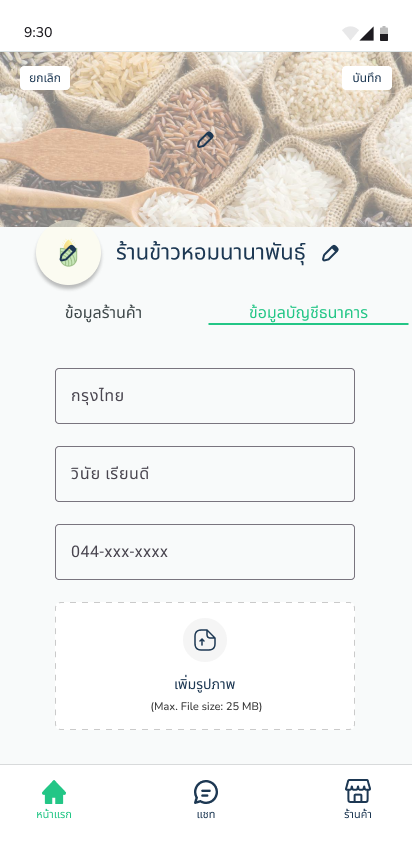 9:30
ยกเลิก
บันทึก
ร้านข้าวหอมนานาพันธุ์
ข้อมูลร้านค้า
ข้อมูลบัญชีธนาคาร
กรุงไทย
วินัย เรียนดี
044-xxx-xxxx
เพิ่มรูปภาพ
(Max. File size: 25 MB)
หน้าแรก
แชท
ร้านค้า